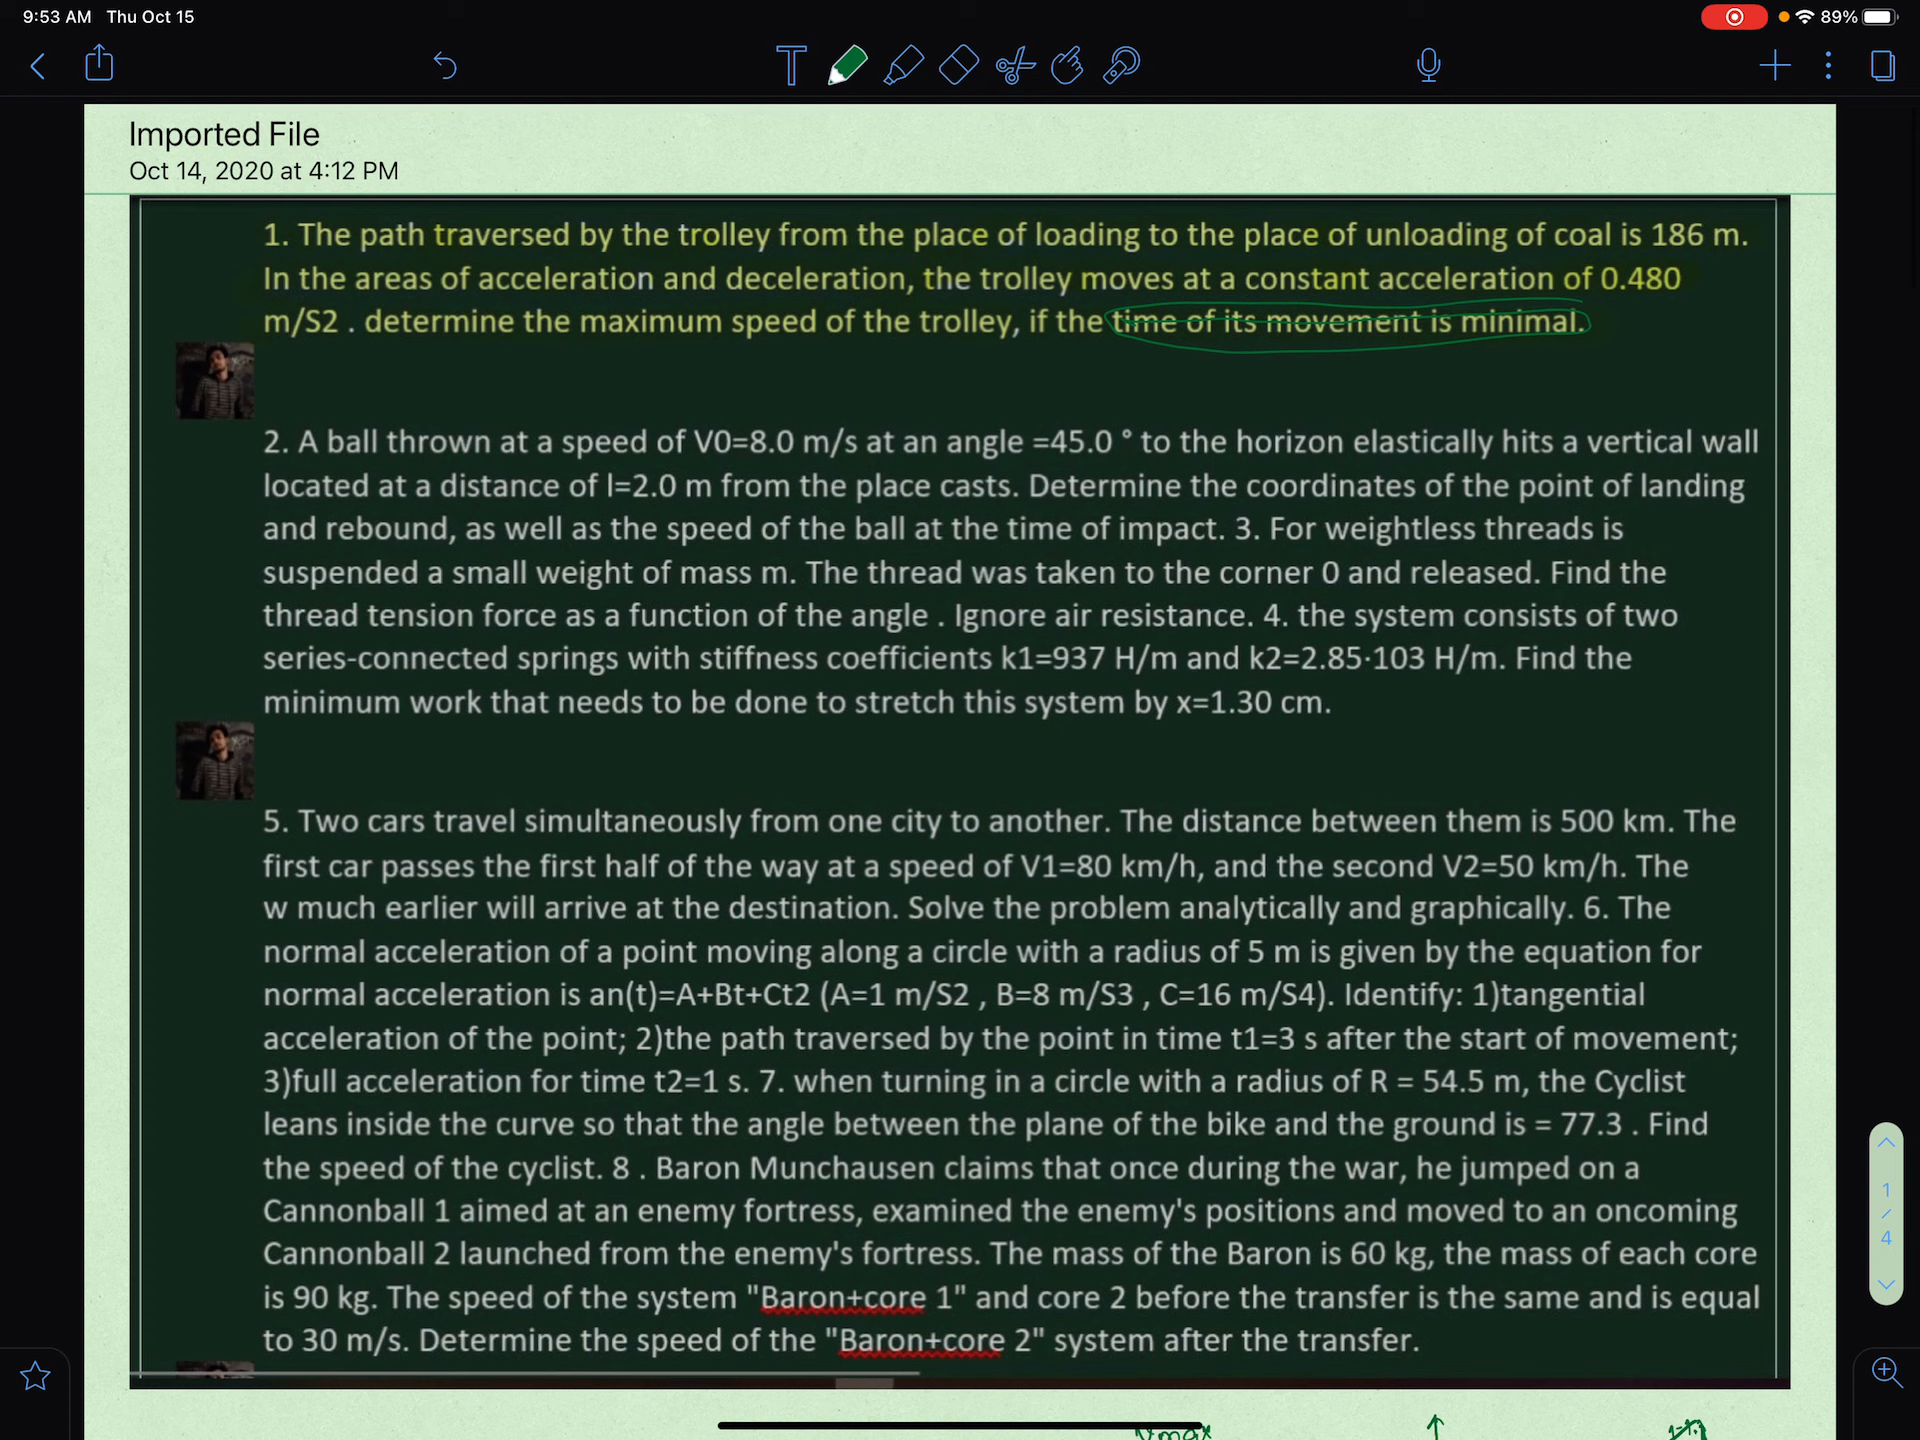 9:53 AM Thu Oct 15
89%
Imported File
Oct 14, 2020 at 4:12 PM
1. The path traversed by the trolley from the place of loading to the place of unloading of coal is 186 m.
In the areas of acceleration and deceleration, the trolley moves at a constant acceleration of 0.480
m/S2 . determine the maximum speed of the trolley, if the time of its movement is minimal.
2. A ball thrown at a speed of V0=8.0 m/s at an angle =45.0 ° to the horizon elastically hits a vertical wall
located at a distance of l=2.0 m from the place casts. Determine the coordinates of the point of landing
and rebound, as well as the speed of the ball at the time of impact. 3. For weightless threads is
suspended a small weight of mass m. The thread was taken to the corner 0 and released. Find the
thread tension force as a function of the angle . Ignore air resistance. 4. the system consists of two
series-connected springs with stiffness coefficients k1=937 H/m and k2=2.85·103 H/m. Find the
minimum work that needs to be done to stretch this system by x=1.30 cm.
5. Two cars travel simultaneously from one city to another. The distance between them is 500 km. The
first car passes the first half of the way at a speed of V1=80 km/h, and the second V2=50 km/h. The
w much earlier will arrive at the destination. Solve the problem analytically and graphically. 6. The
normal acceleration of a point moving along a circle with a radius of 5 m is given by the equation for
normal acceleration is an(t)=A+Bt+Ct2 (A=1 m/S2 , B=8 m/S3 , C=16 m/S4). Identify: 1)tangential
acceleration of the point; 2)the path traversed by the point in time t1=3 s after the start of movement;
3)full acceleration for time t2=1 s. 7. when turning in a circle with a radius of R = 54.5 m, the Cyclist
leans inside the curve so that the angle between the plane of the bike and the ground is = 77.3 . Find
the speed of the cyclist. 8 . Baron Munchausen claims that once during the war, he jumped on a
Cannonball 1 aimed at an enemy fortress, examined the enemy's positions and moved to an oncoming
Cannonball 2 launched from the enemy's fortress. The mass of the Baron is 60 kg, the mass of each core
is 90 kg. The speed of the system "Baron+core 1" and core 2 before the transfer is the same and is equal
to 30 m/s. Determine the speed of the "Baron+core 2" system after the transfer.
1
/
4